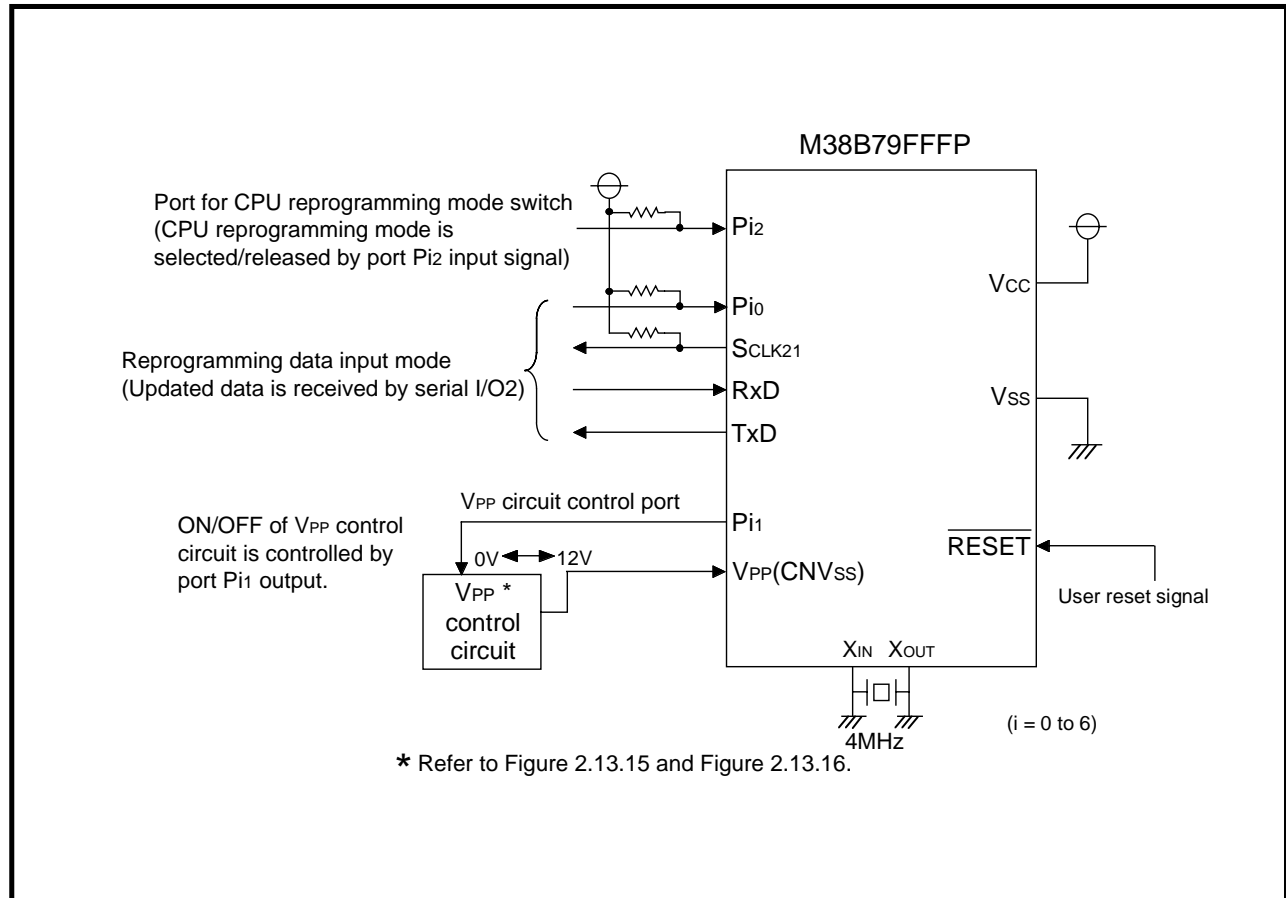 M38B79FFFP
Port for CPU reprogramming mode switch
(CPU reprogramming mode is
selected/released by port Pi2 input signal)
Pi2
VCC
Pi0
SCLK21
Reprogramming data input mode
(Updated data is received by serial I/O2)
RxD
VSS
TxD
VPP circuit control port
Pi1
ON/OFF of VPP control
circuit is controlled by
port Pi1 output.
0V
12V
VPP(CNVSS)
RESET
User reset signal
VPP *
control
circuit
XIN XOUT
4MHz
(i = 0 to 6)
* Refer to Figure 2.13.15 and Figure 2.13.16.